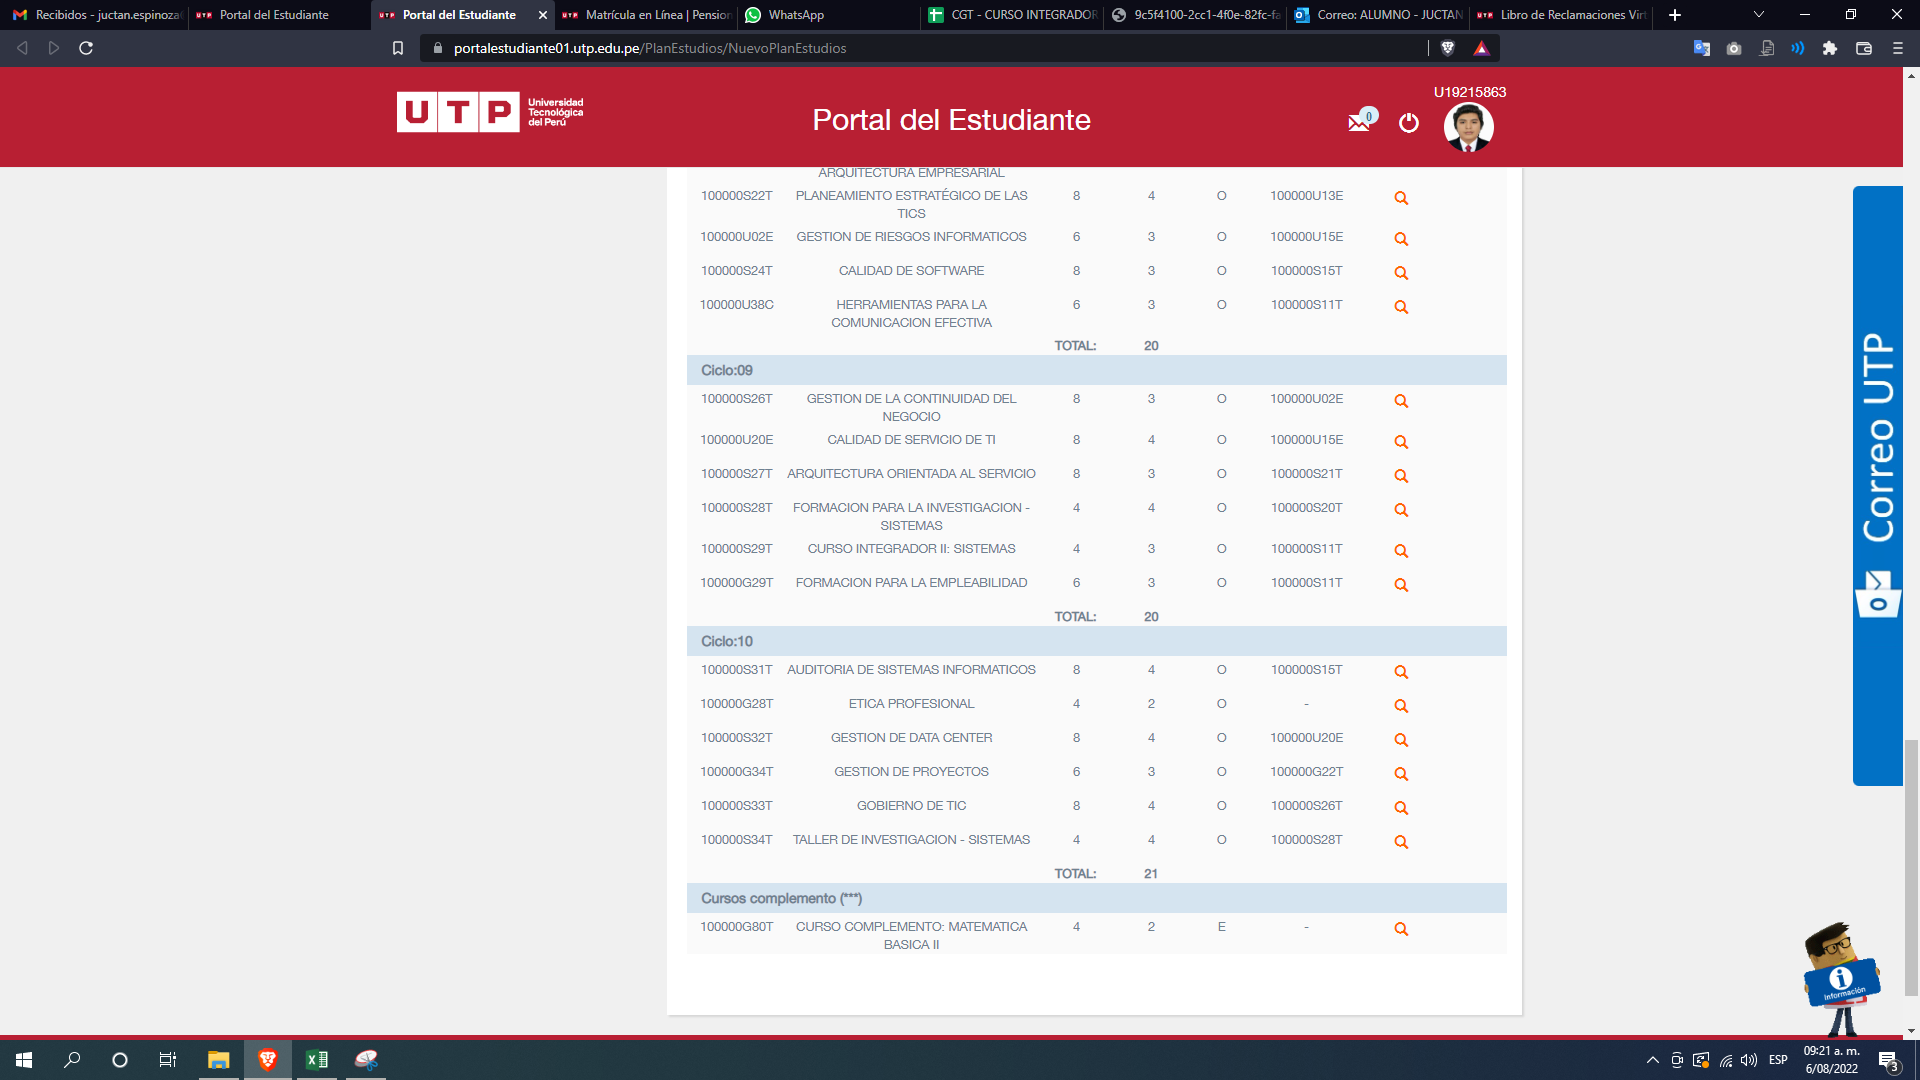 Recibidos - juctan.espinoza
Portal del Estudiante
Portal del Estudiante
Matrícula en Línea | Pension
WhatsApp
CGT - CURSO INTEGRADOR
9c5f4100-2cc1-4f0e-82fc-fa
Correo: ALUMNO - JUCTAN
Libro de Reclamaciones Virt
portalestudiante01.utp.edu.pe/PlanEstudios/NuevoPlanEstudios
UTP Universidad
Tecnológica
del Perú
Portal del Estudiante
0
U19215863
ARQUITECTURA EMPRESARIAL
100000S22T PLANEAMIENTO ESTRATÉGICO DE LAS 8 4 O 100000U13E
TICS
100000U02E GESTION DE RIESGOS INFORMATICOS 6 3 O 100000U15E
100000S24T CALIDAD DE SOFTWARE 8 3 O 100000S15T
100000U38C HERRAMIENTAS PARA LA 6 3 O 100000S11T
COMUNICACION EFECTIVA
TOTAL: 20
Ciclo:09
100000S26T GESTION DE LA CONTINUIDAD DEL 8 3 O 100000U02E
NEGOCIO
100000U20E CALIDAD DE SERVICIO DE TI 8 4 O 100000U15E
100000S27T ARQUITECTURA ORIENTADA AL SERVICIO 8 3 O 100000S21T
100000S28T FORMACION PARA LA INVESTIGACION - 4 4 O 100000S20T
SISTEMAS
100000S29T CURSO INTEGRADOR II: SISTEMAS 4 3 O 100000S11T
100000G29T FORMACION PARA LA EMPLEABILIDAD 6 3 O 100000S11T
TOTAL: 20
Ciclo:10
100000S31T AUDITORIA DE SISTEMAS INFORMATICOS 8 4 O 100000S15T
100000G28T ETICA PROFESIONAL 4 2 O -
100000S32T GESTION DE DATA CENTER 8 4 O 100000U20E
100000G34T GESTION DE PROYECTOS 6 3 O 100000G22T
100000S33T GOBIERNO DE TIC 8 4 O 100000S26T
100000S34T TALLER DE INVESTIGACION - SISTEMAS 4 4 O 100000S28T
TOTAL: 21
Cursos complemento (***)
100000G80T CURSO COMPLEMENTO: MATEMATICA 4 2 E -
BASICA II
Correo UTP
0
i
Información
ESP
09:21 a. m.
6/08/2022
3